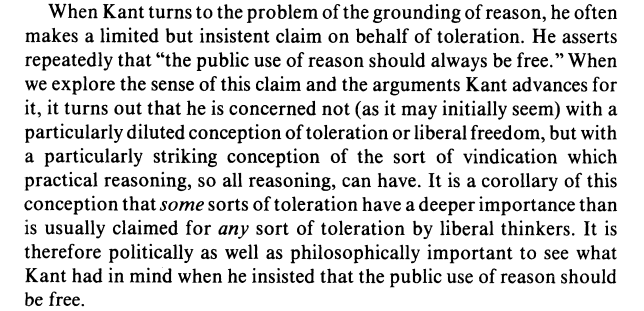 When Kant turns to the problem of the grounding of reason, he often
makes a limited but insistent claim on behalf of toleration. He asserts
repeatedly that “the public use of reason should always be free.” When
we explore the sense of this claim and the arguments Kant advances for
it, it turns out that he is concerned not (as it may initially seem) with a
particularly diluted conception of toleration or liberal freedom, but with
a particularly striking conception of the sort of vindication which
practical reasoning, so all reasoning, can have. It is a corollary of this
conception that some sorts of toleration have a deeper importance than
is usually claimed for any sort of toleration by liberal thinkers. It is
therefore politically as well as philosophically important to see what
Kant had in mind when he insisted that the public use of reason should
be free.